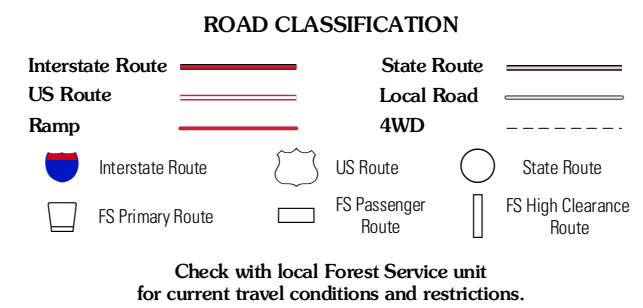 ROAD CLASSIFICATION
Interstate Route
State Route
US Route
Local Road
Ramp
4WD
Interstate Route
US Route
State Route
FS Primary Route
FS Passenger
Route
FS High Clearance
Route
Check with local Forest Service unit
for current travel conditions and restrictions.